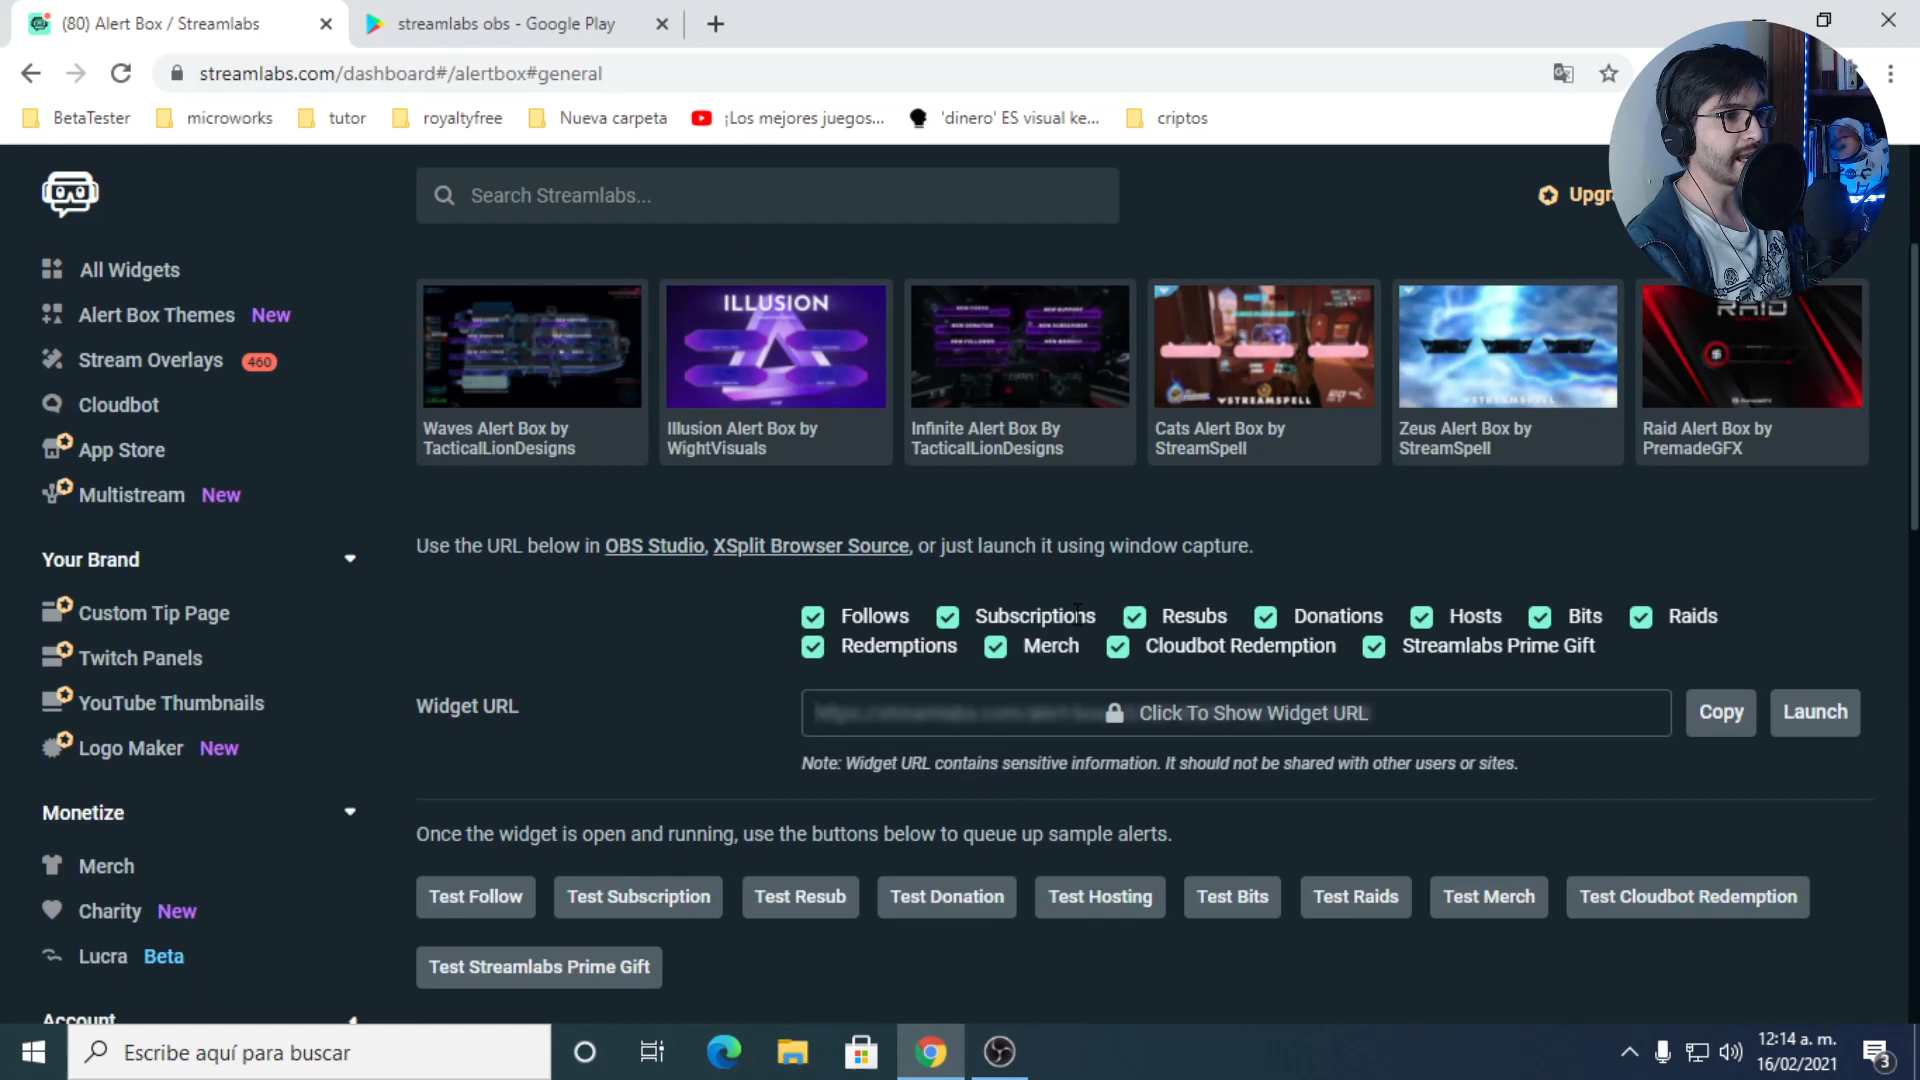 (80) Alert Box / Streamlabs
streamlabs obs - Google Play
streamlabs.com/dashboard#/alertbox#general
BetaTester
microworks
tutor
royaltyfree
Nueva carpeta
¡Los mejores juegos...
'dinero' ES visual ke...
criptos
Search Streamlabs...
Upgr
All Widgets
Alert Box Themes New
Stream Overlays 460
Cloudbot
App Store
Multistream New
Your Brand
Custom Tip Page
Twitch Panels
YouTube Thumbnails
Logo Maker New
Monetize
Merch
Charity New
Lucra Beta
Account
ILLUSION
STREAMSPELL
STREAMSPELL
RAID
Waves Alert Box by
TacticalLionDesigns
Illusion Alert Box by
WightVisuals
Infinite Alert Box By
TacticalLionDesigns
Cats Alert Box by
StreamSpell
Zeus Alert Box by
StreamSpell
Raid Alert Box by
PremadeGFX
Use the URL below in OBS Studio, XSplit Browser Source, or just launch it using window capture.
Follows Subscriptions Resubs Donations Hosts Bits Raids
Redemptions Merch Cloudbot Redemption Streamlabs Prime Gift
Widget URL
Click To Show Widget URL
Copy
Launch
Note: Widget URL contains sensitive information. It should not be shared with other users or sites.
Once the widget is open and running, use the buttons below to queue up sample alerts.
Test Follow
Test Subscription
Test Resub
Test Donation
Test Hosting
Test Bits
Test Raids
Test Merch
Test Cloudbot Redemption
Test Streamlabs Prime Gift
Escribe aquí para buscar
12:14 a. m.
16/02/2021
3